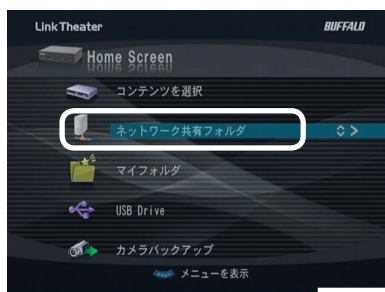 LinkTheater
BUFFALO
Home Screen
コンテンツを選択
ネットワーク共有フォルダ
マイフォルダ
USB Drive
カメラバックアップ
メニューを表示